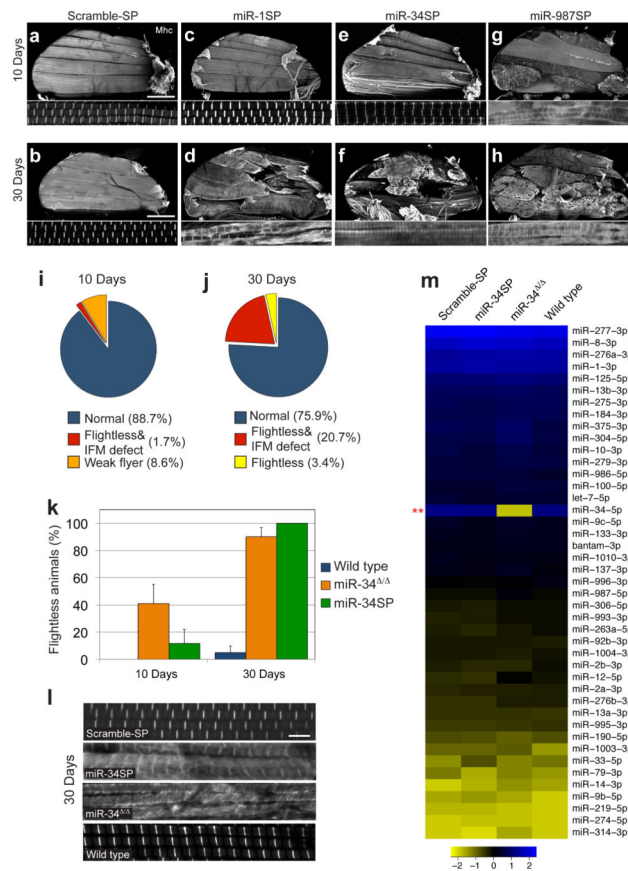 Scramble-SP miR-1SP miR-34SP miR-987SP
10 Days
a Mhc c e g
30 Days
b d f h
i 10 Days
Normal (88.7%)
Flightless& IFM defect (1.7%)
Weak flyer (8.6%)
j 30 Days
Normal (75.9%)
Flightless& IFM defect (20.7%)
Flightless (3.4%)
k
Flightless animals (%)
100
80
60
40
20
0
10 Days 30 Days
Wild type
miR-34Δ/Δ
miR-34SP
l
30 Days
Scramble-SP
miR-34SP
miR-34Δ/Δ
Wild type
m
Scramble-SP miR-34SP miR-34Δ/Δ Wild type
miR-277-3p
miR-8-3p
miR-276a-3p
miR-1-3p
miR-125-5p
miR-13b-3p
miR-275-3p
miR-184-3p
miR-375-3p
miR-304-5p
miR-10-3p
miR-279-3p
miR-986-5p
miR-100-5p
let-7-5p
** miR-34-5p
miR-9c-5p
miR-133-3p
bantam-3p
miR-1010-3p
miR-137-3p
miR-996-3p
miR-987-5p
miR-306-5p
miR-993-3p
miR-263a-5p
miR-92b-3p
miR-1004-3p
miR-2b-3p
miR-12-5p
miR-2a-3p
miR-276b-3p
miR-13a-3p
miR-995-3p
miR-190-5p
miR-1003-3p
miR-33-5p
miR-79-3p
miR-14-3p
miR-9b-5p
miR-219-5p
miR-274-5p
miR-314-3p
-2 -1 0 1 2